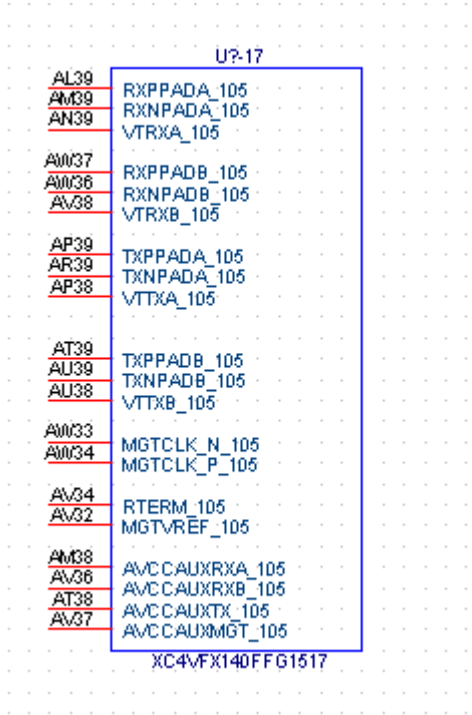 U?-17
AL39 RXPPADA_105
AM39 RXNPADA_105
AN39 VTRXA_105
AW37 RXPPADB_105
AW36 RXNPADB_105
AV38 VTRXB_105
AP39 TXPPADA_105
AR39 TXNPADA_105
AP38 VTTXA_105
AT39 TXPPADB_105
AU39 TXNPADB_105
AU38 VTTXB_105
AW33 MGTCLK_N_105
AW34 MGTCLK_P_105
AV34 RTERM_105
AV32 MGTVREF_105
AM38 AVCCAUXRXA_105
AV36 AVCCAUXRXB_105
AT38 AVCCAUXTX_105
AV37 AVCCAUXMGT_105
XC4VFX140FFG1517